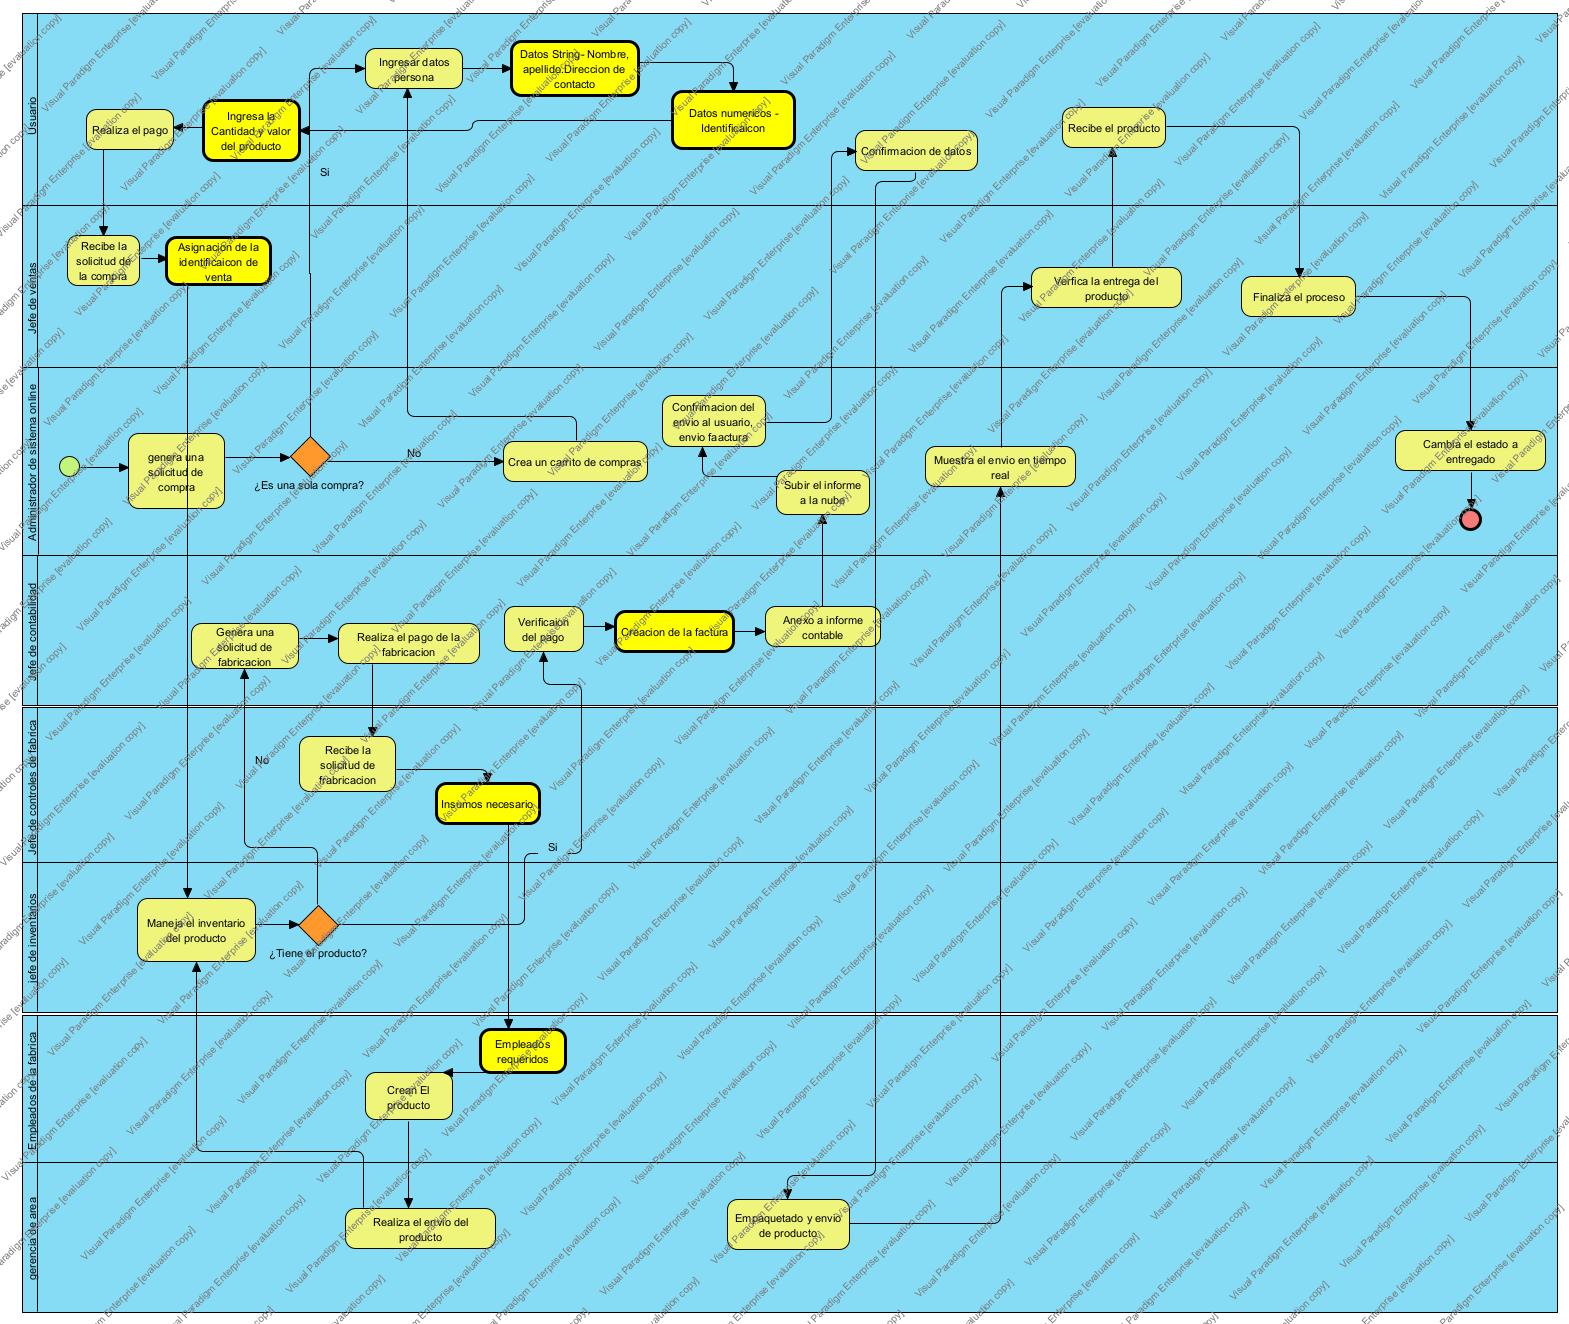 Usuario
Ingresar datos
persona
Datos String- Nombre,
apellido.Direccion de
contacto
Datos numericos -
Identificaicon
Ingresa la
Cantidad y valor
del producto
Realiza el pago
Si
Confirmacion de datos
Recibe el producto
Jefe de ventas
Recibe la
solicitud de
la compra
Asignacion de la
identificaicon de
venta
Verfica la entrega del
producto
Finaliza el proceso
Administrador de sistema online
genera una
solicitud de
compra
¿Es una sola compra?
No
Crea un carrito de compras
Confrimacion del
envio al usuario,
envio faactura
Subir el informe
a la nube
Muestra el envio en tiempo
real
Cambia el estado a
entregado
Jefe de contabilidad
Genera una
solicitud de
fabricacion
Realiza el pago de la
fabricacion
Verificaion
del pago
Creacion de la factura
Anexo a informe
contable
Jefe de controles de fabrica
No
Recibe la
solicitud de
frabricacion
Insumos necesario
Si
jefe de inventarios
Maneja el inventario
del producto
¿Tiene el producto?
Empleados de la fabrica
Empleados
requeridos
Crean El
producto
gerencia de area
Realiza el envio del
producto
Empaquetado y envio
de producto
Visual Paradigm Enterprise [evaluation copy]